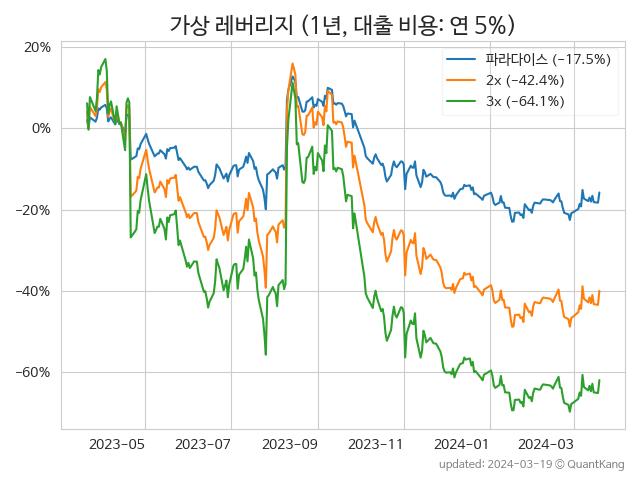 가상 레버리지 (1년, 대출 비용: 연 5%)
파라다이스 (−17.5%)
2x (−42.4%)
3x (−64.1%)
20%
0%
−20%
−40%
−60%
2023-05 2023-07 2023-09 2023-11 2024-01 2024-03
updated: 2024-03-19 © QuantKang